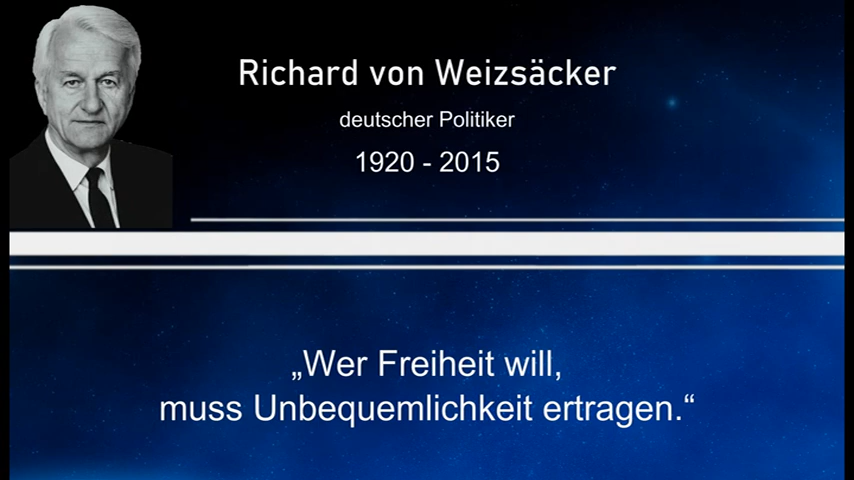 Richard von Weizsäcker
deutscher Politiker
1920 - 2015
„Wer Freiheit will,
muss Unbequemlichkeit ertragen.“